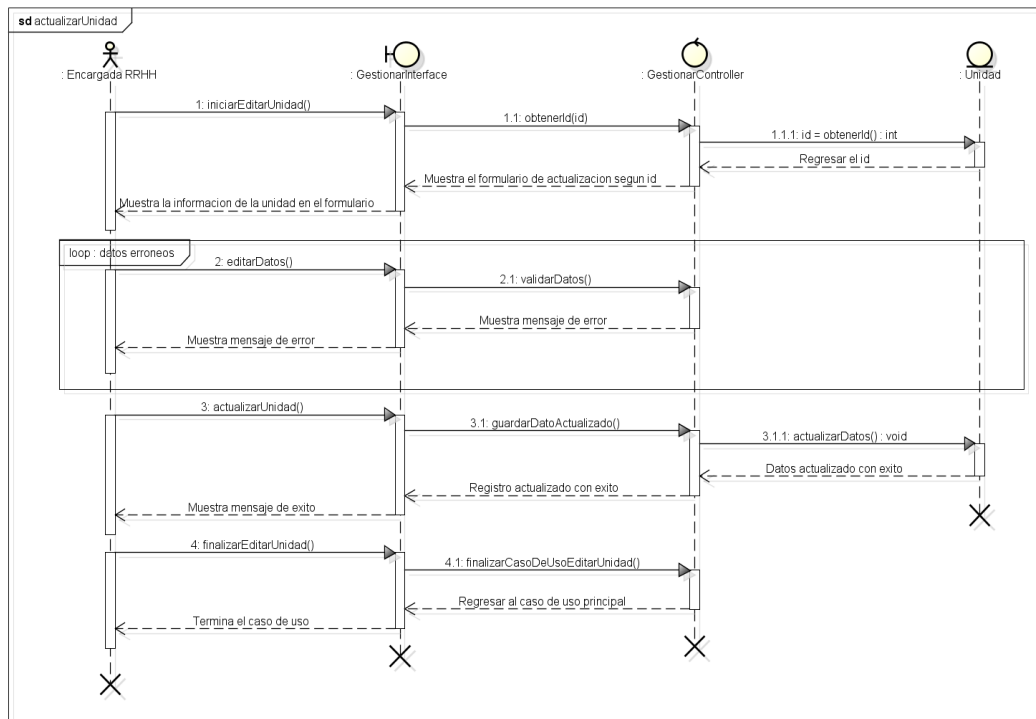 sd actualizarUnidad
: Encargada RRHH
: GestionarInterface
: GestionarController
: Unidad
1: iniciarEditarUnidad()
1.1: obtenerId(id)
1.1.1: id = obtenerId() : int
Regresar el id
Muestra el formulario de actualizacion segun id
Muestra la informacion de la unidad en el formulario
loop : datos erroneos
2: editarDatos()
2.1: validarDatos()
Muestra mensaje de error
Muestra mensaje de error
3: actualizarUnidad()
3.1: guardarDatoActualizado()
3.1.1: actualizarDatos() : void
Datos actualizado con exito
Registro actualizado con exito
Muestra mensaje de exito
4: finalizarEditarUnidad()
4.1: finalizarCasoDeUsoEditarUnidad()
Regresar al caso de uso principal
Termina el caso de uso